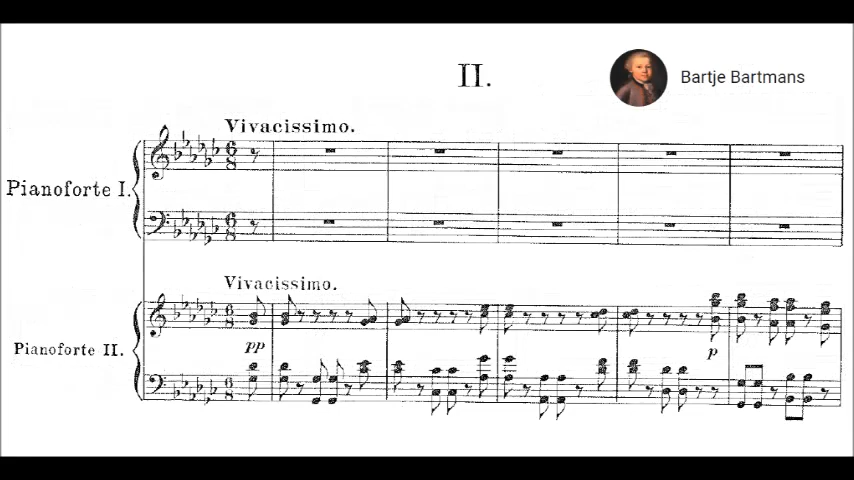 II.
Bartje Bartmans
Vivacissimo.
Pianoforte I.
Vivacissimo.
Pianoforte II.
pp
p